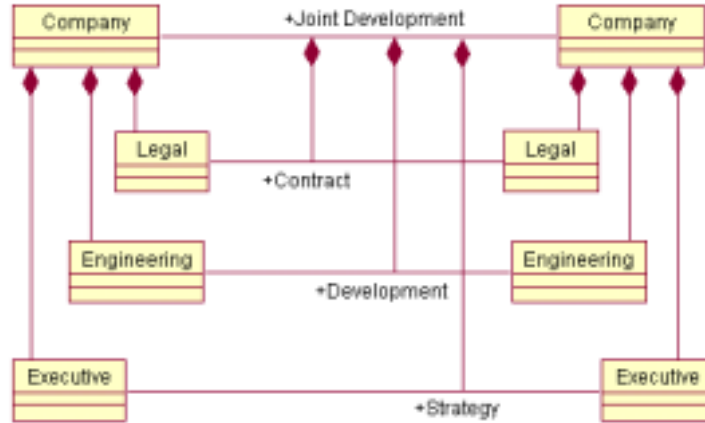 Company
+Joint Development
Company
Legal
Legal
+Contract
Engineering
Engineering
+Development
Executive
Executive
+Strategy